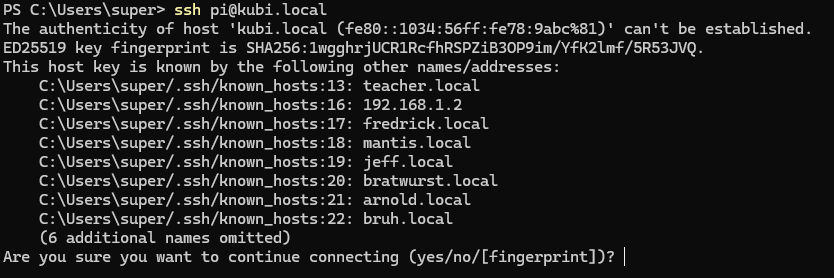 PS C:\Users\super> ssh pi@kubi.local
The authenticity of host 'kubi.local (fe80::1034:56ff:fe78:9abc%81)' can't be established.
ED25519 key fingerprint is SHA256:1wgghrjUCR1RcfhRSPZiB3OP9im/YfK2lmf/5R53JVQ.
This host key is known by the following other names/addresses:
    C:\Users\super/.ssh/known_hosts:13: teacher.local
    C:\Users\super/.ssh/known_hosts:16: 192.168.1.2
    C:\Users\super/.ssh/known_hosts:17: fredrick.local
    C:\Users\super/.ssh/known_hosts:18: mantis.local
    C:\Users\super/.ssh/known_hosts:19: jeff.local
    C:\Users\super/.ssh/known_hosts:20: bratwurst.local
    C:\Users\super/.ssh/known_hosts:21: arnold.local
    C:\Users\super/.ssh/known_hosts:22: bruh.local
    (6 additional names omitted)
Are you sure you want to continue connecting (yes/no/[fingerprint])?